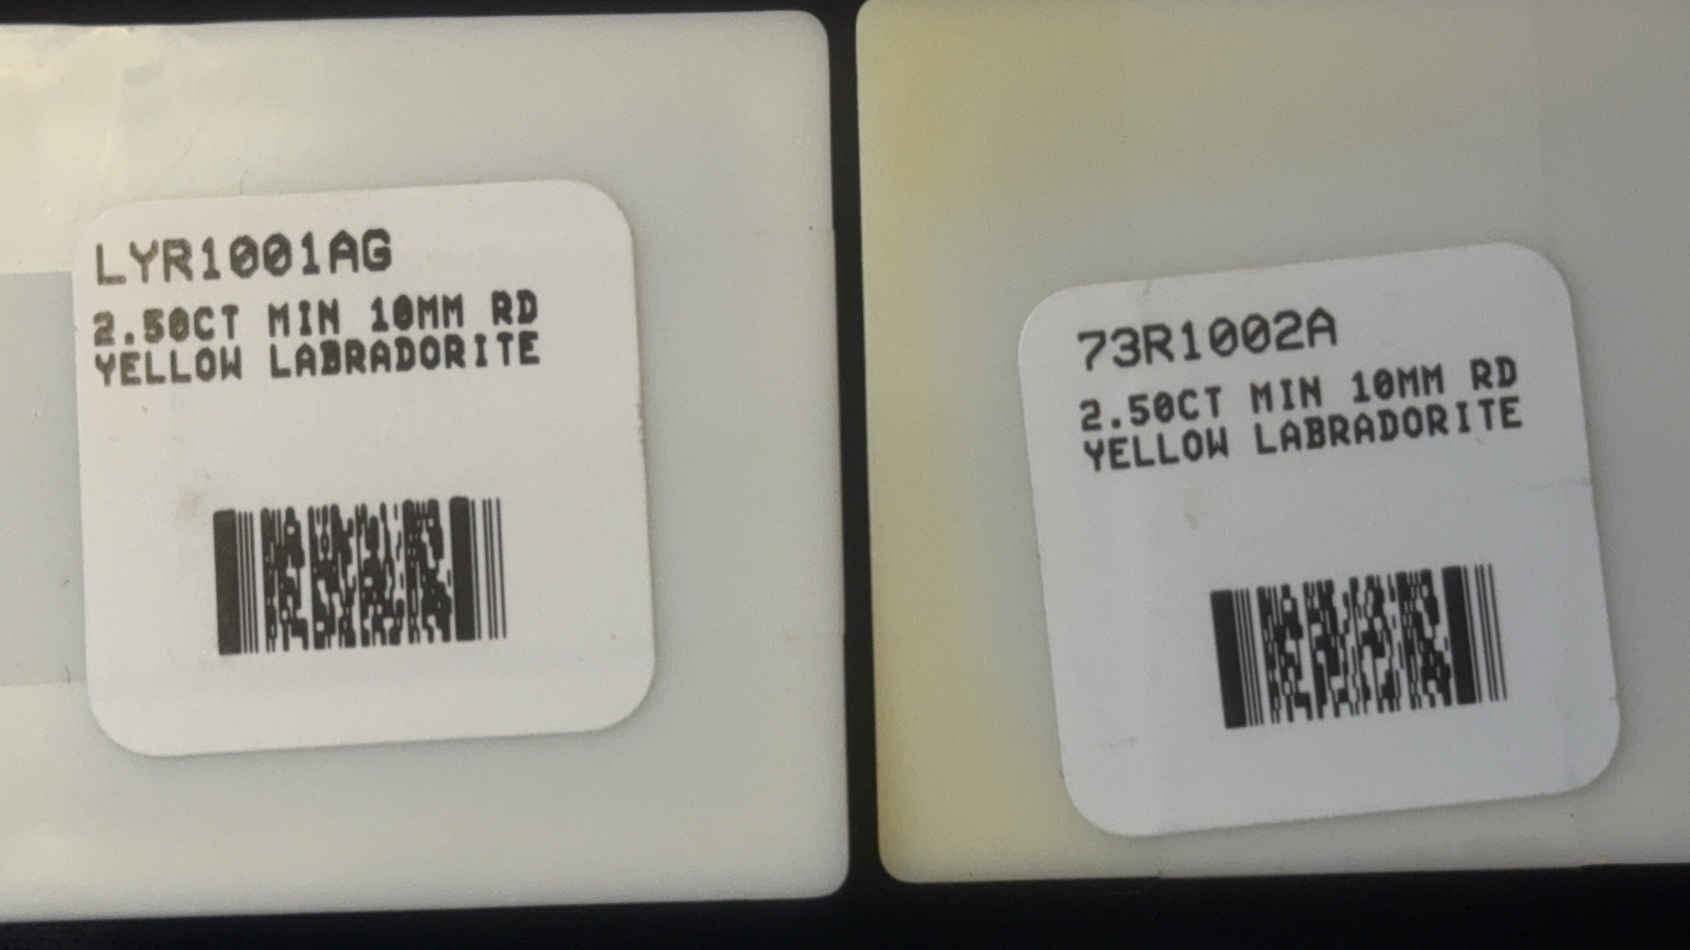 LYR1001AG
2.50CT MIN 10MM RD
YELLOW LABRADORITE
73R1002A
2.50CT MIN 10MM RD
YELLOW LABRADORITE